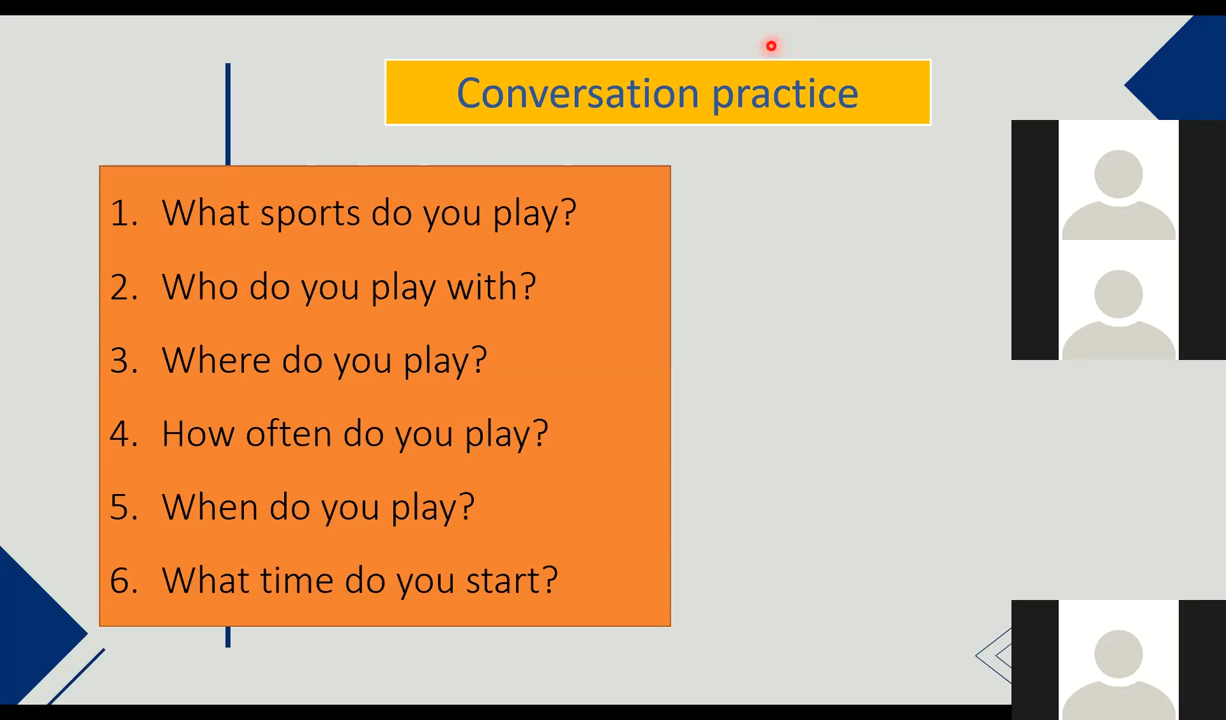 Conversation practice
1. What sports do you play?
2. Who do you play with?
3. Where do you play?
4. How often do you play?
5. When do you play?
6. What time do you start?